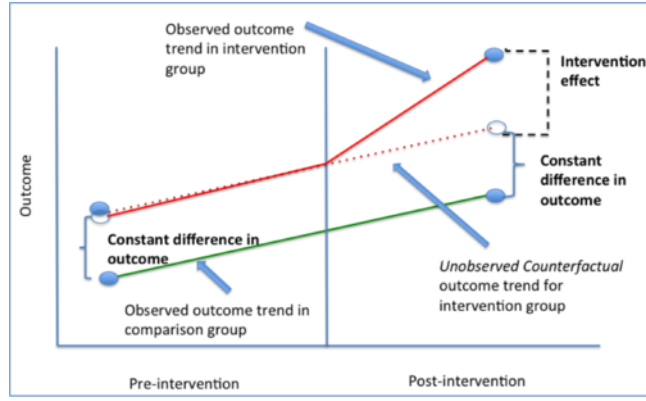 Observed outcome
trend in intervention
group
Intervention
effect
Outcome
Constant difference in
outcome
Constant difference in
outcome
Unobserved Counterfactual
outcome trend for
intervention group
Observed outcome trend in
comparison group
Pre-intervention
Post-intervention